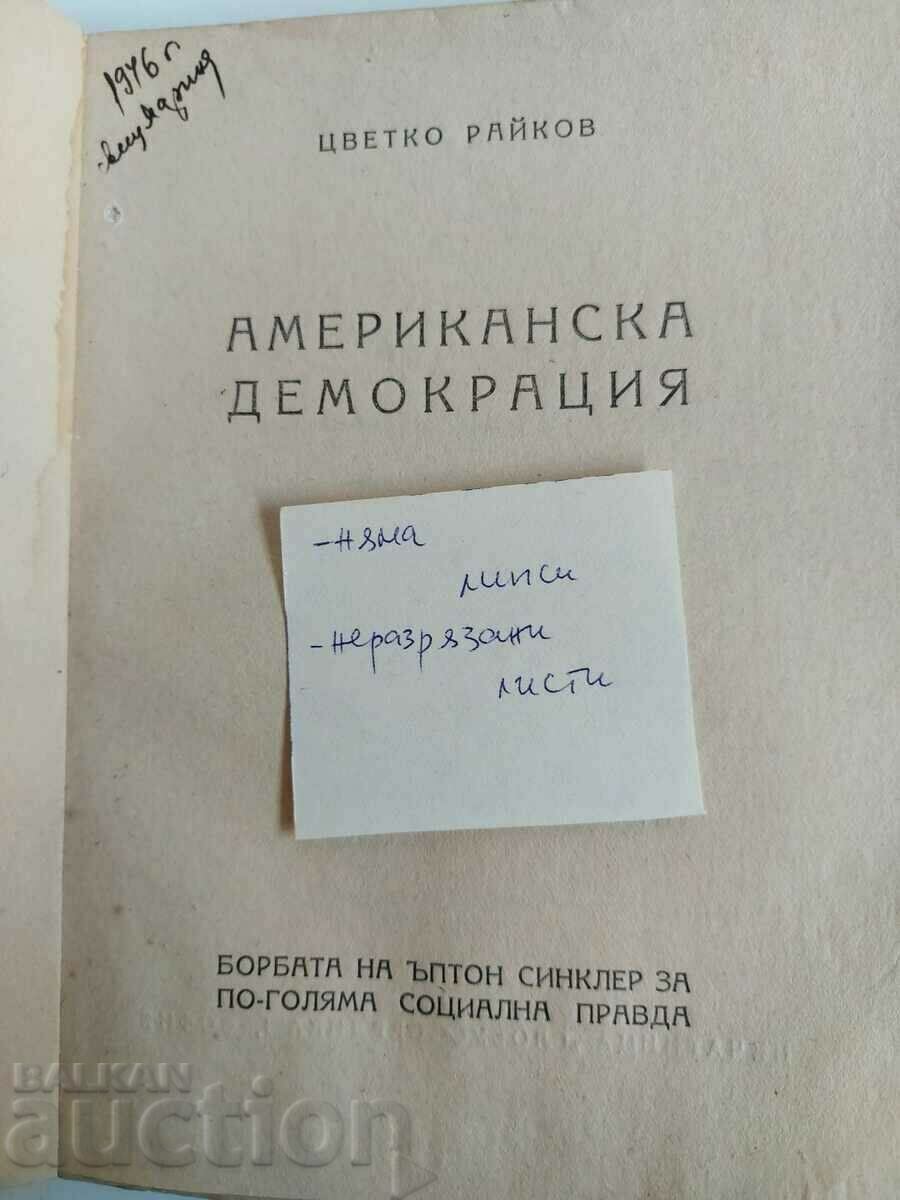 1946 г
ЦВЕТКО РАЙКОВ
АМЕРИКАНСКА
ДЕМОКРАЦИЯ
-няма
липси
-неразрязани
листи
БОРБАТА НА ЪПТОН СИНКЛЕР ЗА
ПО-ГОЛЯМА СОЦИАЛНА ПРАВДА
BALKAN
auction